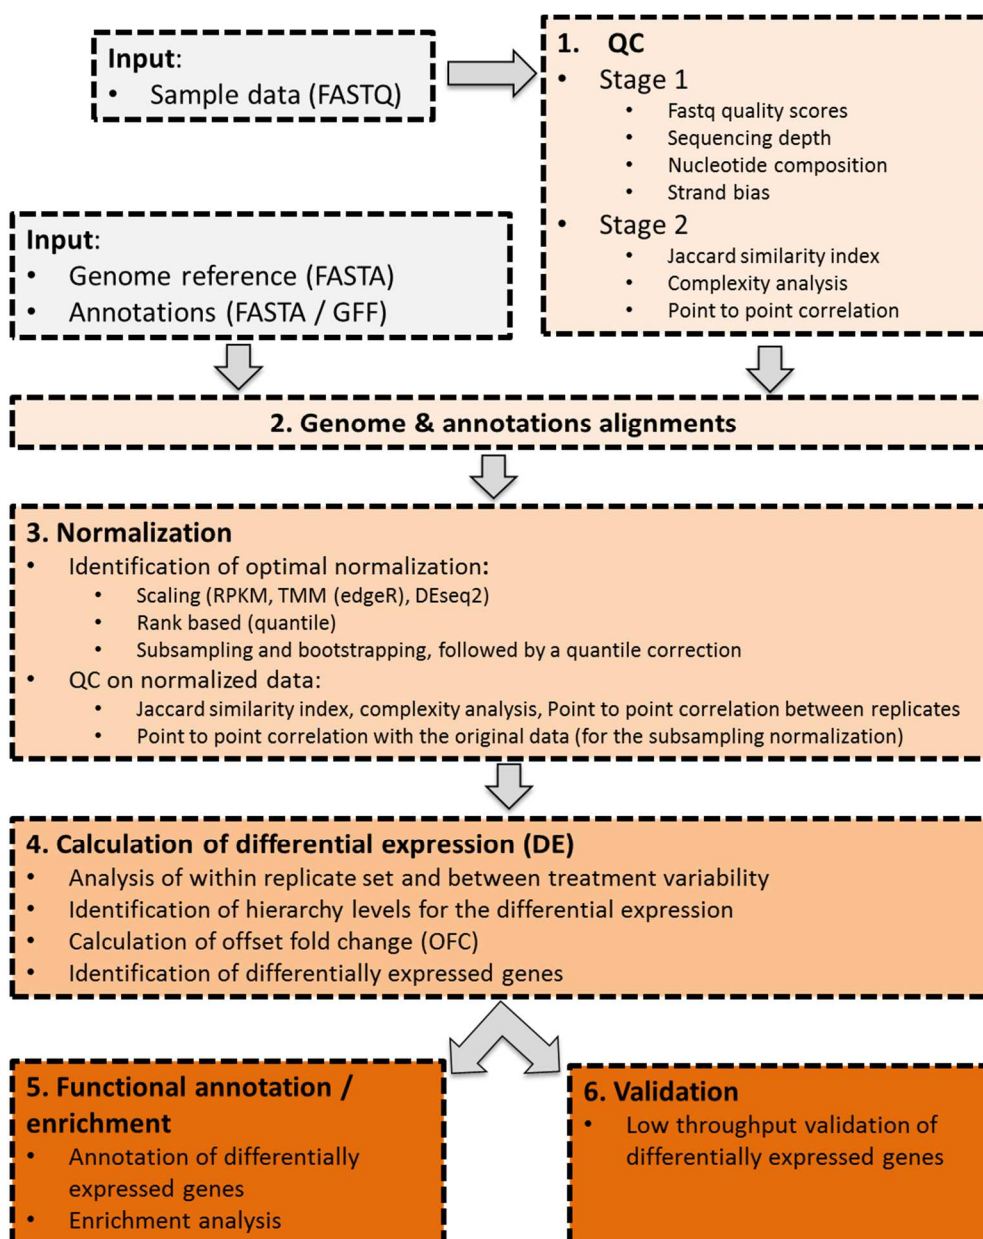 Input:
• Sample data (FASTQ)
1. QC
• Stage 1
• Fastq quality scores
• Sequencing depth
• Nucleotide composition
• Strand bias
• Stage 2
• Jaccard similarity index
• Complexity analysis
• Point to point correlation
Input:
• Genome reference (FASTA)
• Annotations (FASTA / GFF)
2. Genome & annotations alignments
3. Normalization
• Identification of optimal normalization:
• Scaling (RPKM, TMM (edgeR), DEseq2)
• Rank based (quantile)
• Subsampling and bootstrapping, followed by a quantile correction
• QC on normalized data:
• Jaccard similarity index, complexity analysis, Point to point correlation between replicates
• Point to point correlation with the original data (for the subsampling normalization)
4. Calculation of differential expression (DE)
• Analysis of within replicate set and between treatment variability
• Identification of hierarchy levels for the differential expression
• Calculation of offset fold change (OFC)
• Identification of differentially expressed genes
5. Functional annotation /
enrichment
• Annotation of differentially
expressed genes
• Enrichment analysis
6. Validation
• Low throughput validation of
differentially expressed genes